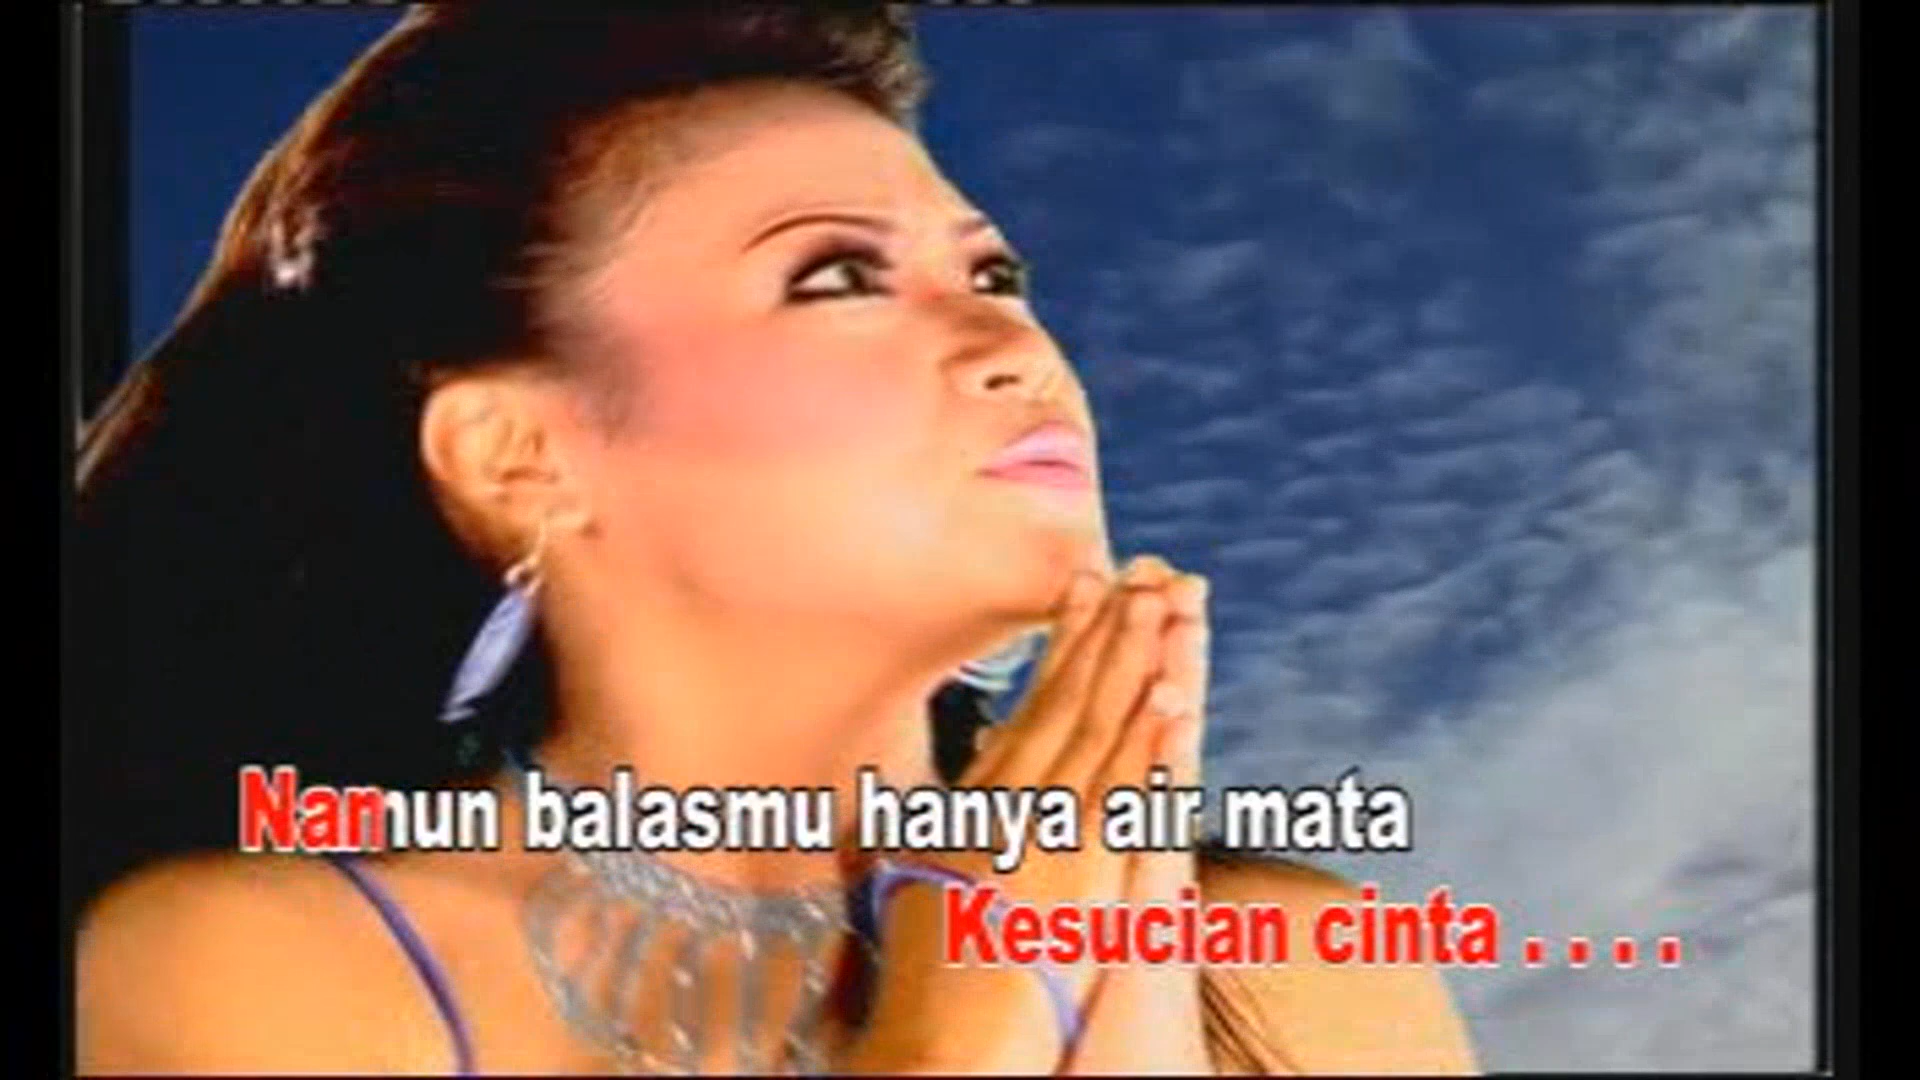 Namun balasmu hanya air mata
Kesucian cinta . . . .